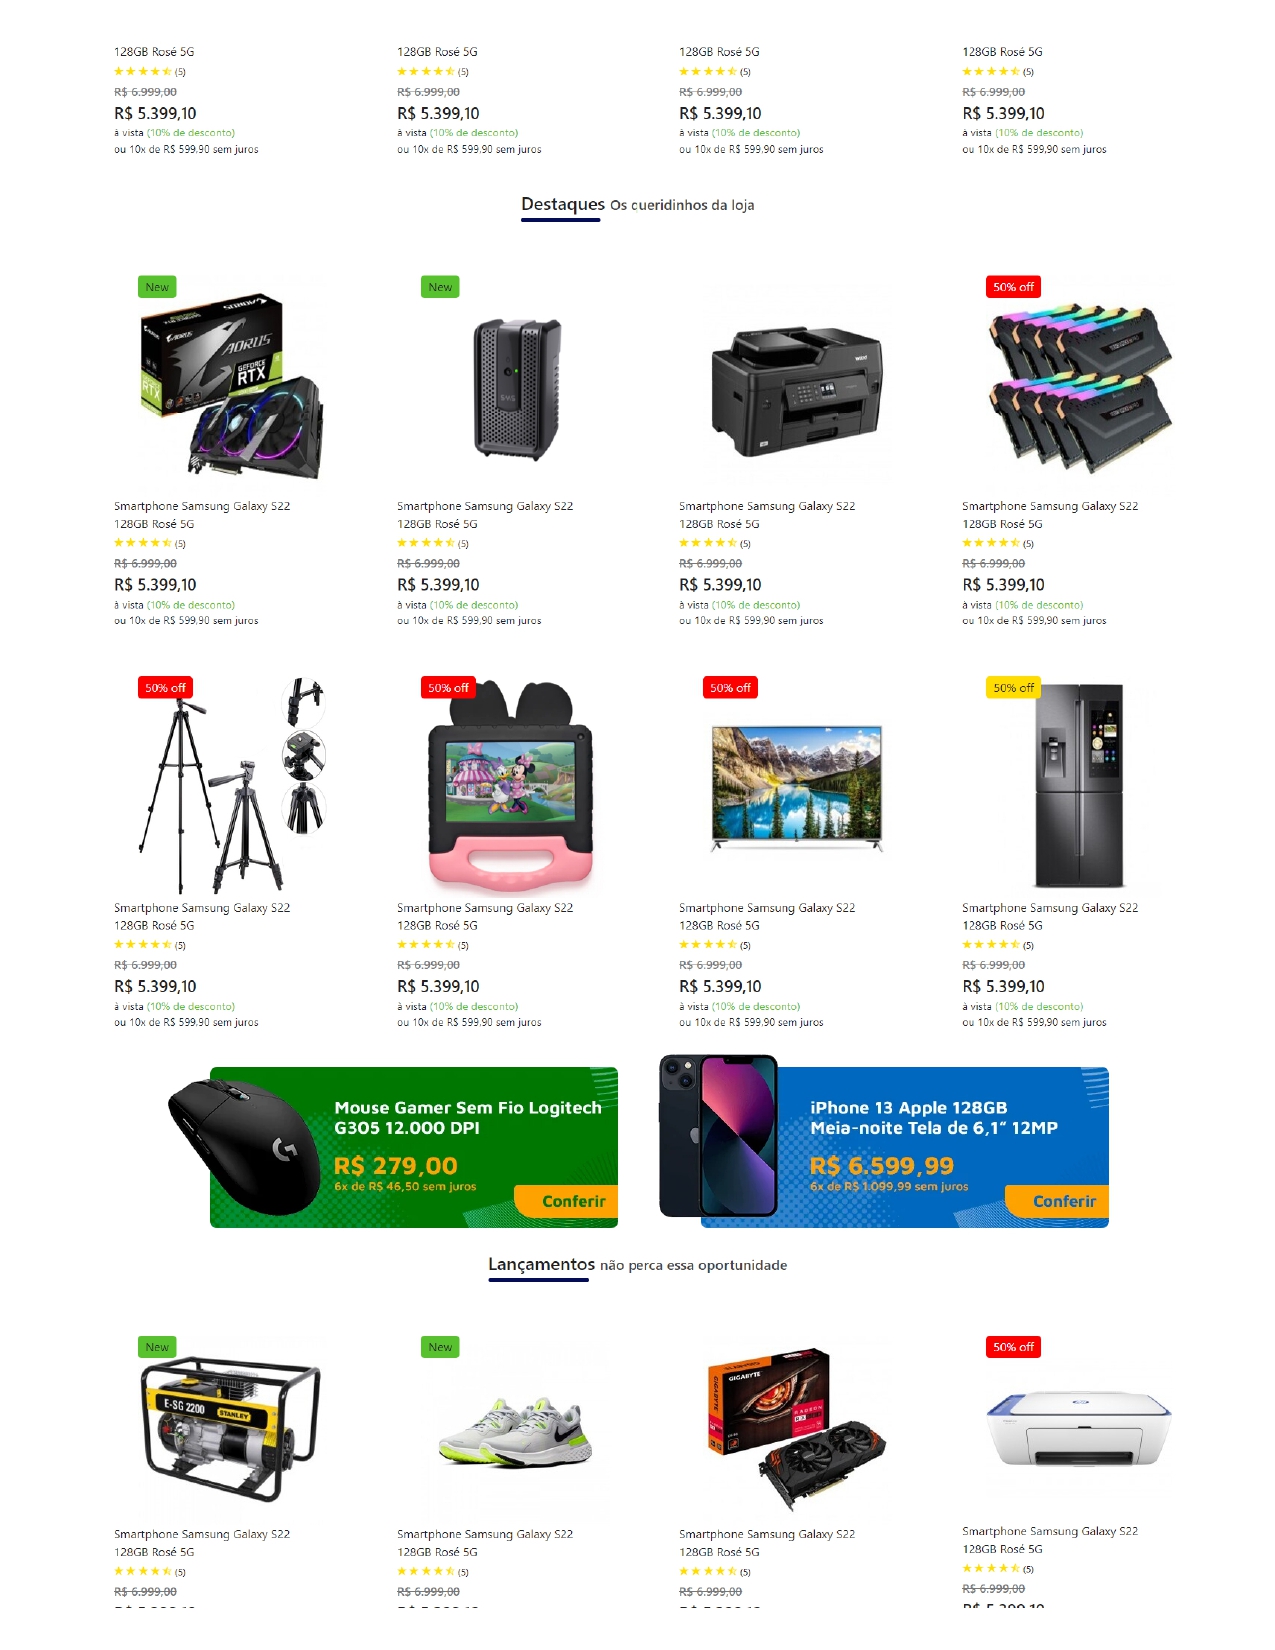 128GB Rosé 5G 128GB Rosé 5G 128GB Rosé 5G 128GB Rosé 5G
(5) (5) (5) (5)
R$ 6.999,00 R$ 6.999,00 R$ 6.999,00 R$ 6.999,00
R$ 5.399,10 R$ 5.399,10 R$ 5.399,10 R$ 5.399,10
à vista (10% de desconto) à vista (10% de desconto) à vista (10% de desconto) à vista (10% de desconto)
ou 10x de R$ 599,90 sem juros ou 10x de R$ 599,90 sem juros ou 10x de R$ 599,90 sem juros ou 10x de R$ 599,90 sem juros
Destaques Os queridinhos da loja
New New 50% off
AORUS
AORUS
GEFORCE
RTX
RTX
SMS
Smartphone Samsung Galaxy S22 Smartphone Samsung Galaxy S22 Smartphone Samsung Galaxy S22 Smartphone Samsung Galaxy S22
128GB Rosé 5G 128GB Rosé 5G 128GB Rosé 5G 128GB Rosé 5G
(5) (5) (5) (5)
R$ 6.999,00 R$ 6.999,00 R$ 6.999,00 R$ 6.999,00
R$ 5.399,10 R$ 5.399,10 R$ 5.399,10 R$ 5.399,10
à vista (10% de desconto) à vista (10% de desconto) à vista (10% de desconto) à vista (10% de desconto)
ou 10x de R$ 599,90 sem juros ou 10x de R$ 599,90 sem juros ou 10x de R$ 599,90 sem juros ou 10x de R$ 599,90 sem juros
50% off 50% off 50% off 50% off
Smartphone Samsung Galaxy S22 Smartphone Samsung Galaxy S22 Smartphone Samsung Galaxy S22 Smartphone Samsung Galaxy S22
128GB Rosé 5G 128GB Rosé 5G 128GB Rosé 5G 128GB Rosé 5G
(5) (5) (5) (5)
R$ 6.999,00 R$ 6.999,00 R$ 6.999,00 R$ 6.999,00
R$ 5.399,10 R$ 5.399,10 R$ 5.399,10 R$ 5.399,10
à vista (10% de desconto) à vista (10% de desconto) à vista (10% de desconto) à vista (10% de desconto)
ou 10x de R$ 599,90 sem juros ou 10x de R$ 599,90 sem juros ou 10x de R$ 599,90 sem juros ou 10x de R$ 599,90 sem juros
Mouse Gamer Sem Fio Logitech
G305 12.000 DPI
R$ 279,00
6x de R$ 46,50 sem juros
Conferir
iPhone 13 Apple 128GB
Meia-noite Tela de 6,1” 12MP
R$ 6.599,99
6x de R$ 1.099,99 sem juros
Conferir
Lançamentos não perca essa oportunidade
New New 50% off
E-SG 2200
STANLEY
GIGABYTE
RADEON
Smartphone Samsung Galaxy S22 Smartphone Samsung Galaxy S22 Smartphone Samsung Galaxy S22 Smartphone Samsung Galaxy S22
128GB Rosé 5G 128GB Rosé 5G 128GB Rosé 5G 128GB Rosé 5G
(5) (5) (5) (5)
R$ 6.999,00 R$ 6.999,00 R$ 6.999,00 R$ 6.999,00